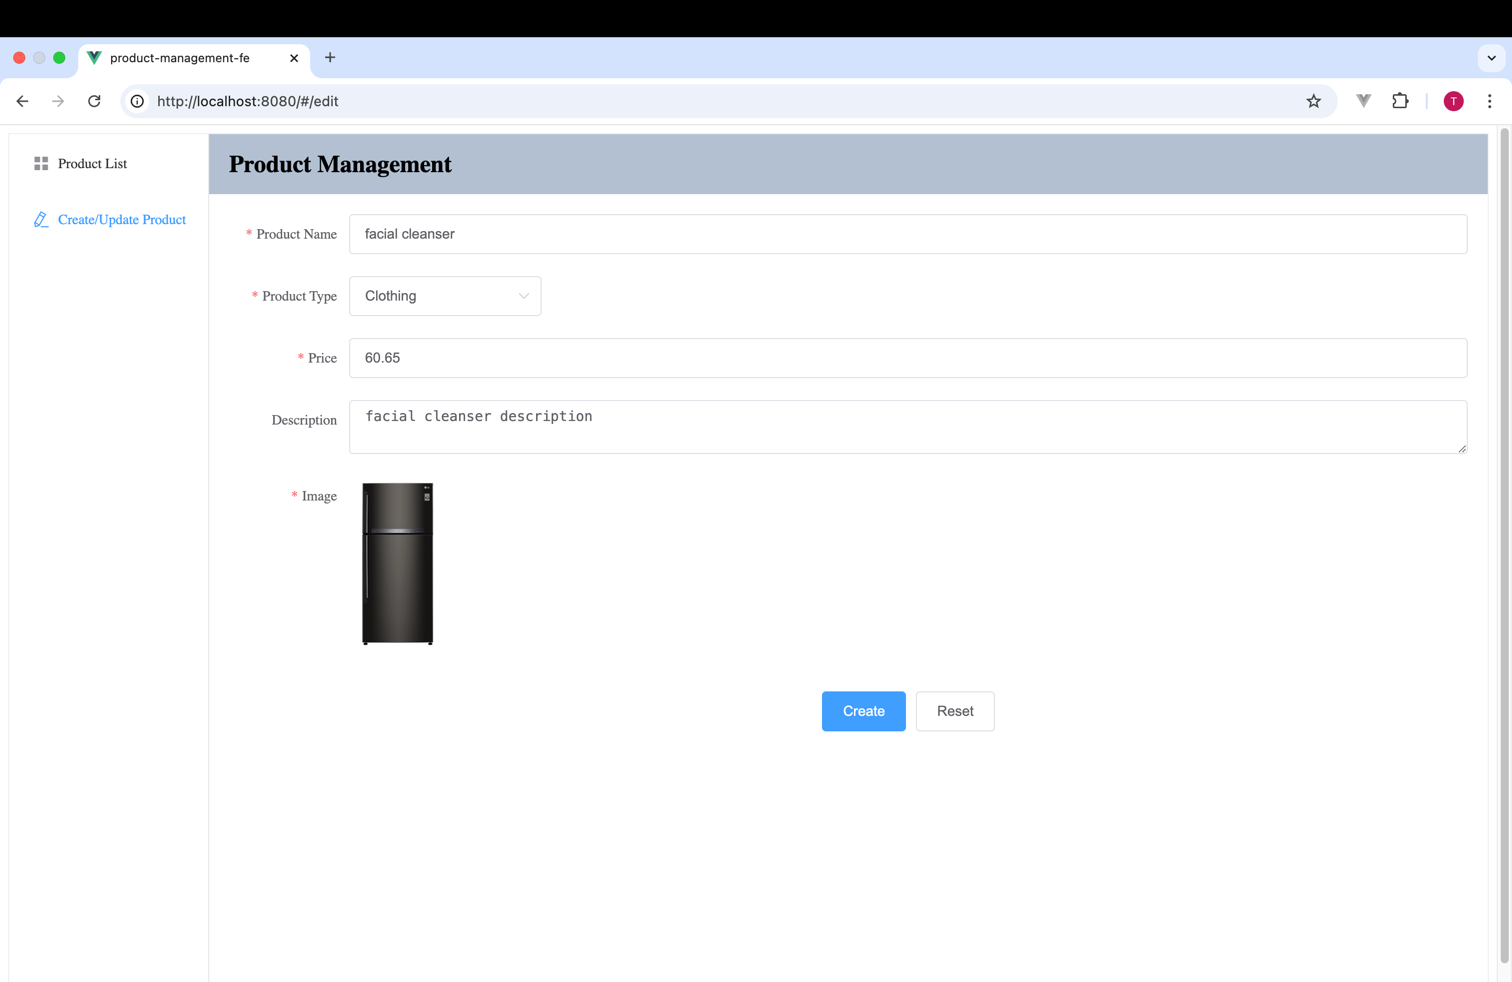 product-management-fe
http://localhost:8080/#/edit
T
Product List
Create/Update Product
Product Management
* Product Name
facial cleanser
* Product Type
Clothing
* Price
60.65
Description
facial cleanser description
* Image
Create
Reset